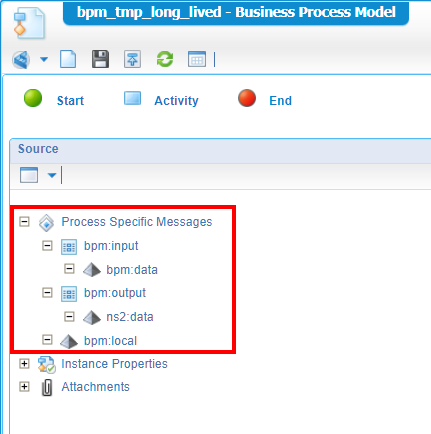 bpm_tmp_long_lived - Business Process Model
Start Activity End
Source
Process Specific Messages
bpm:input
bpm:data
bpm:output
ns2:data
bpm:local
Instance Properties
Attachments